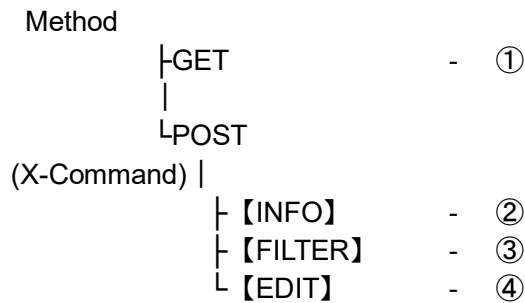 Method
├GET - ①
|
└POST
(X-Command) |
├【INFO】 - ②
├【FILTER】 - ③
└【EDIT】 - ④